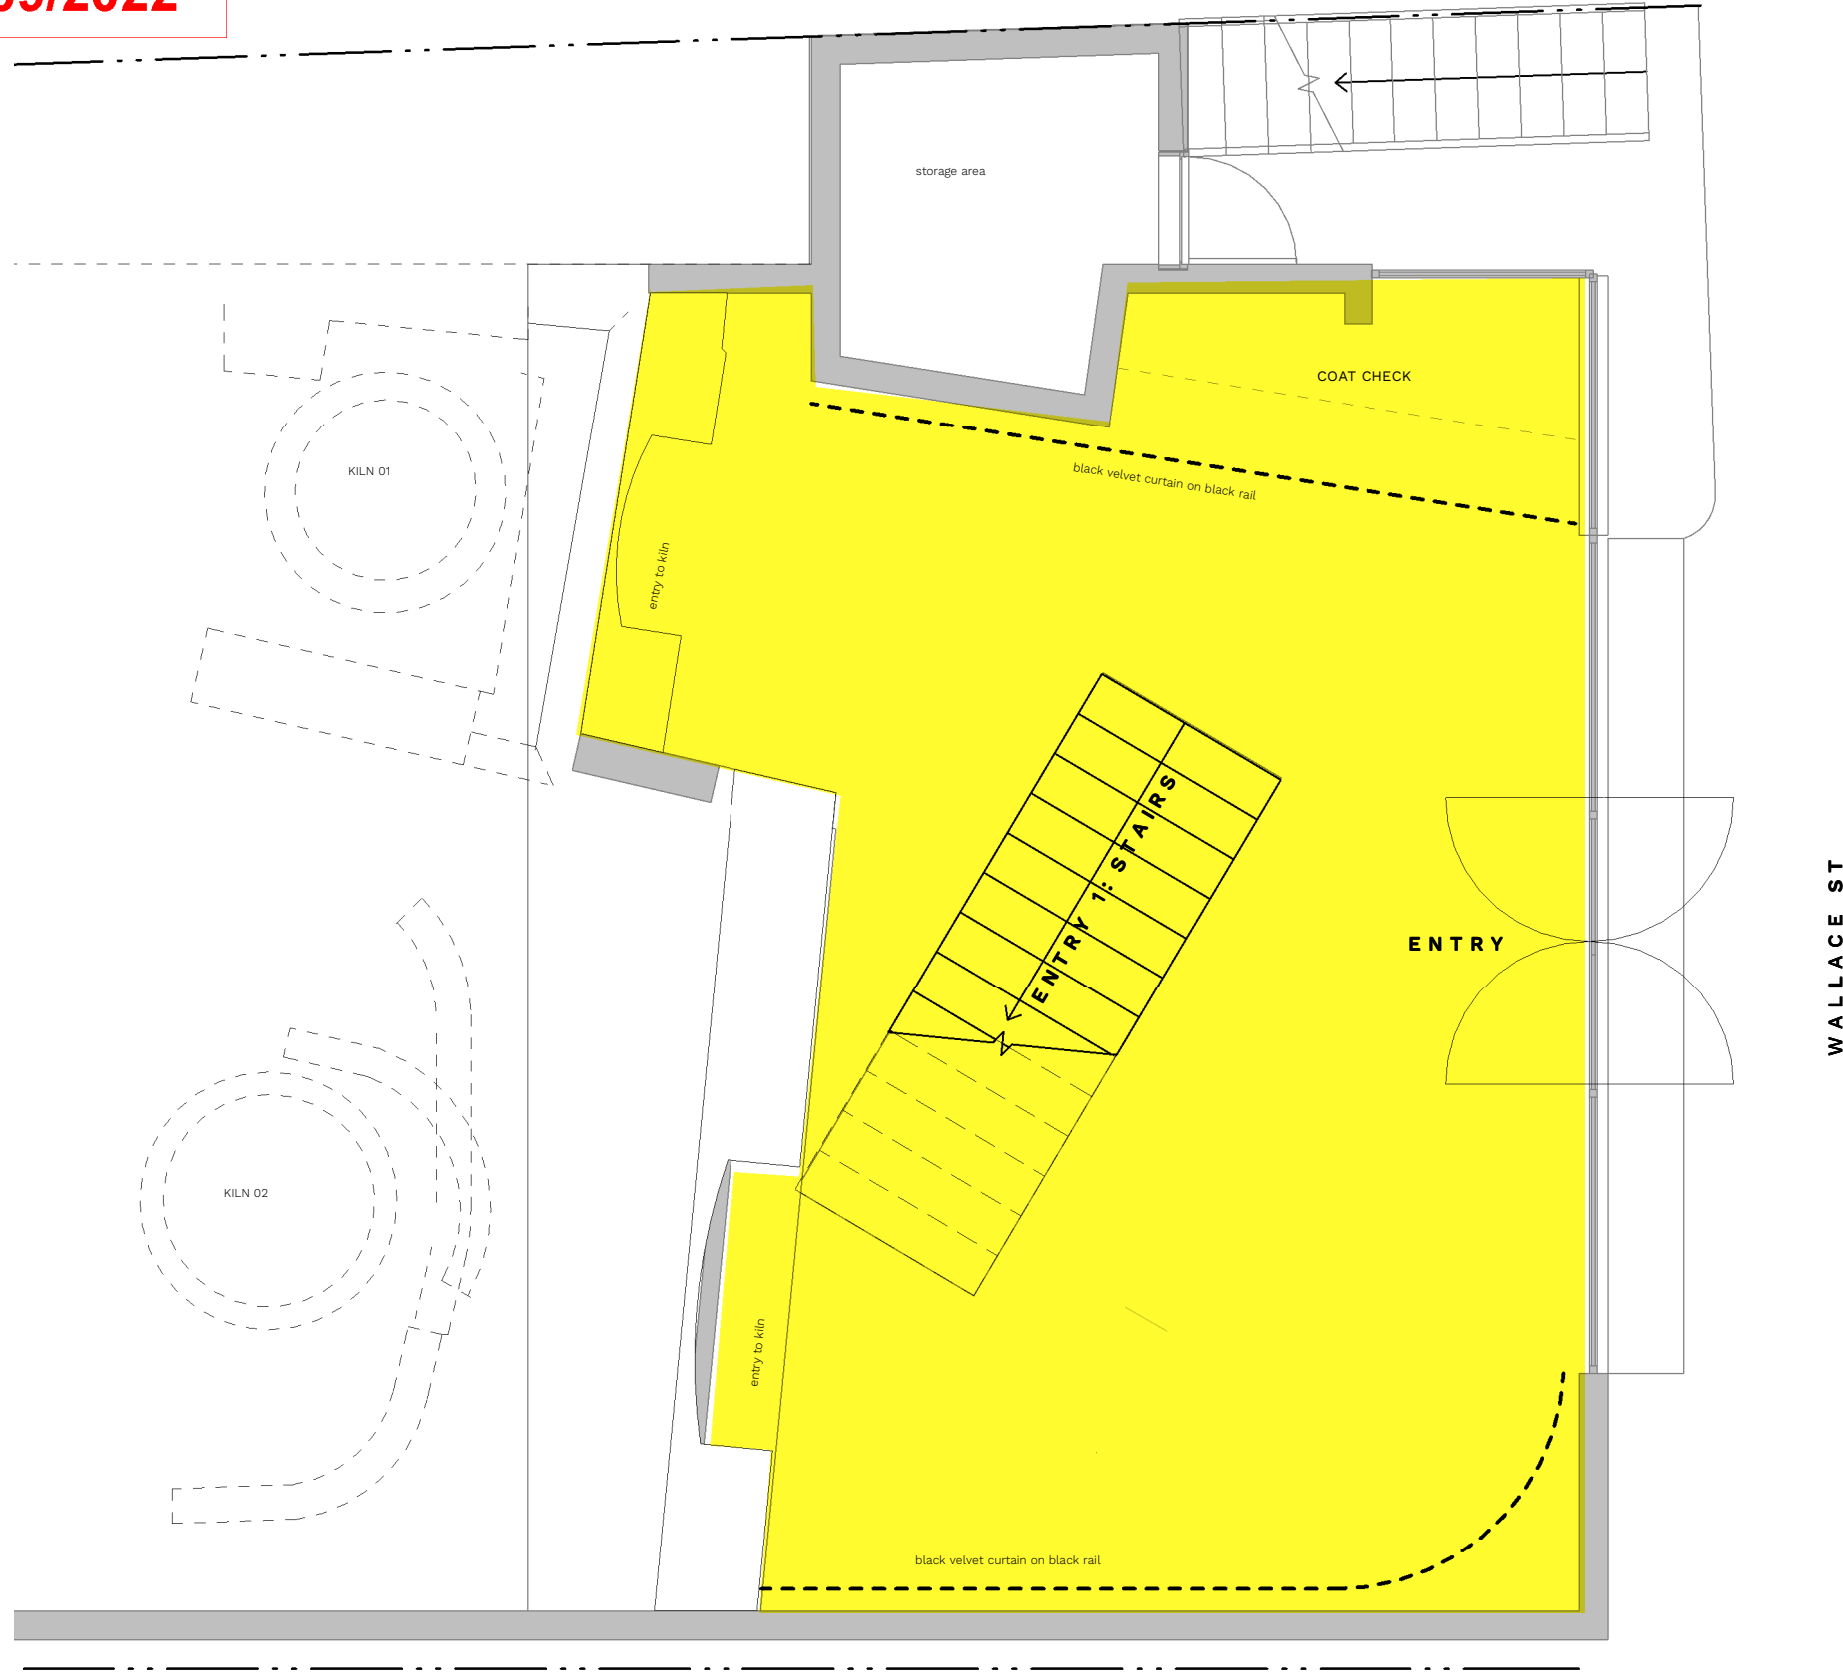 storage area
COAT CHECK
KILN 01
black velvet curtain on black rail
entry to kiln
ENTRY 1: STAIRS
ENTRY
WALLACE ST
KILN 02
entry to kiln
black velvet curtain on black rail